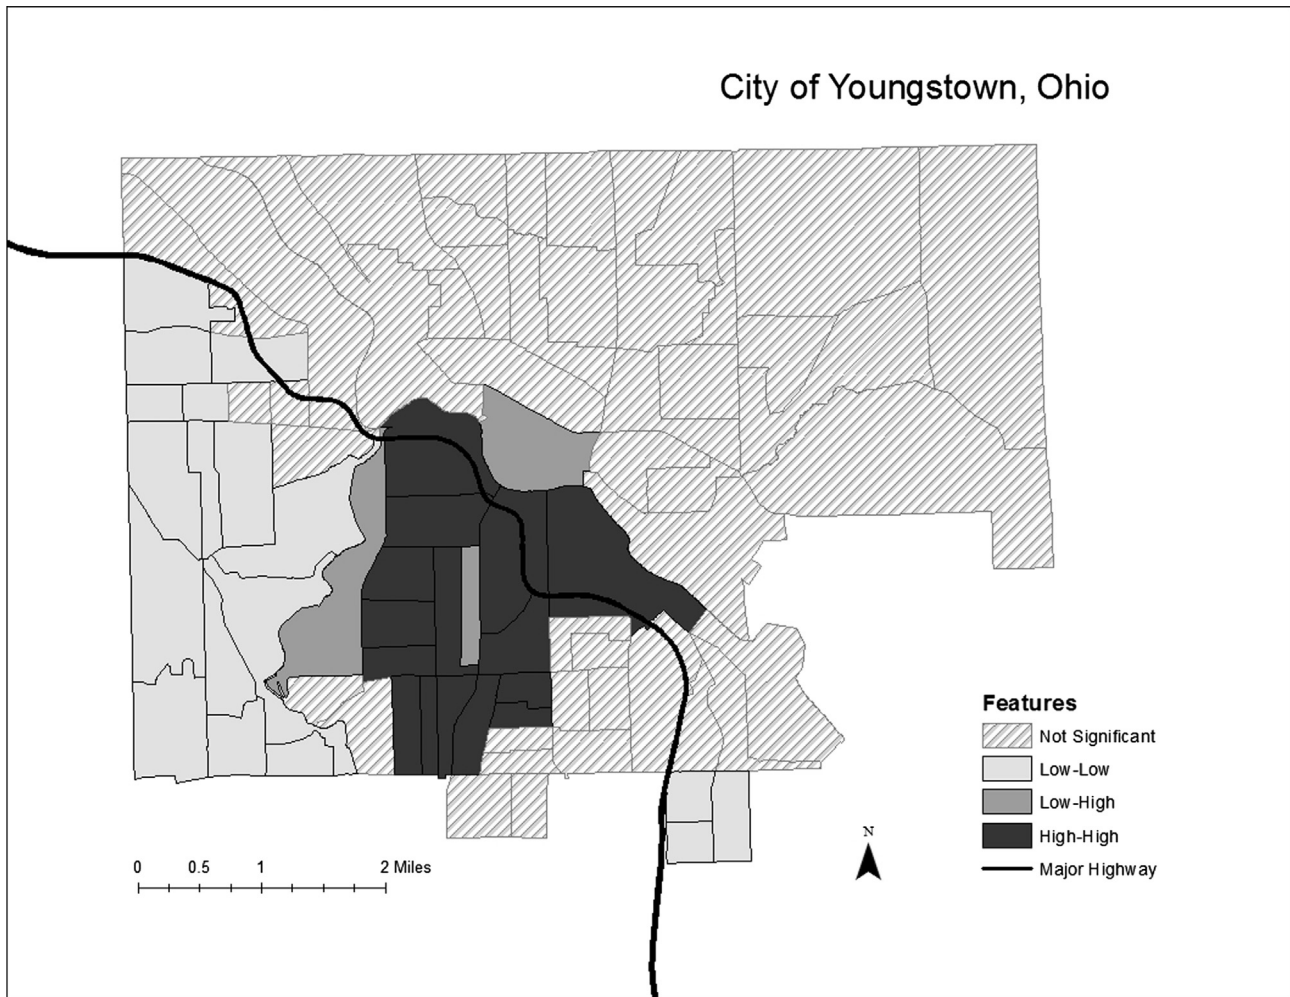 City of Youngstown, Ohio
Features
Not Significant
Low-Low
Low-High
High-High
Major Highway
N
0 0.5 1 2 Miles